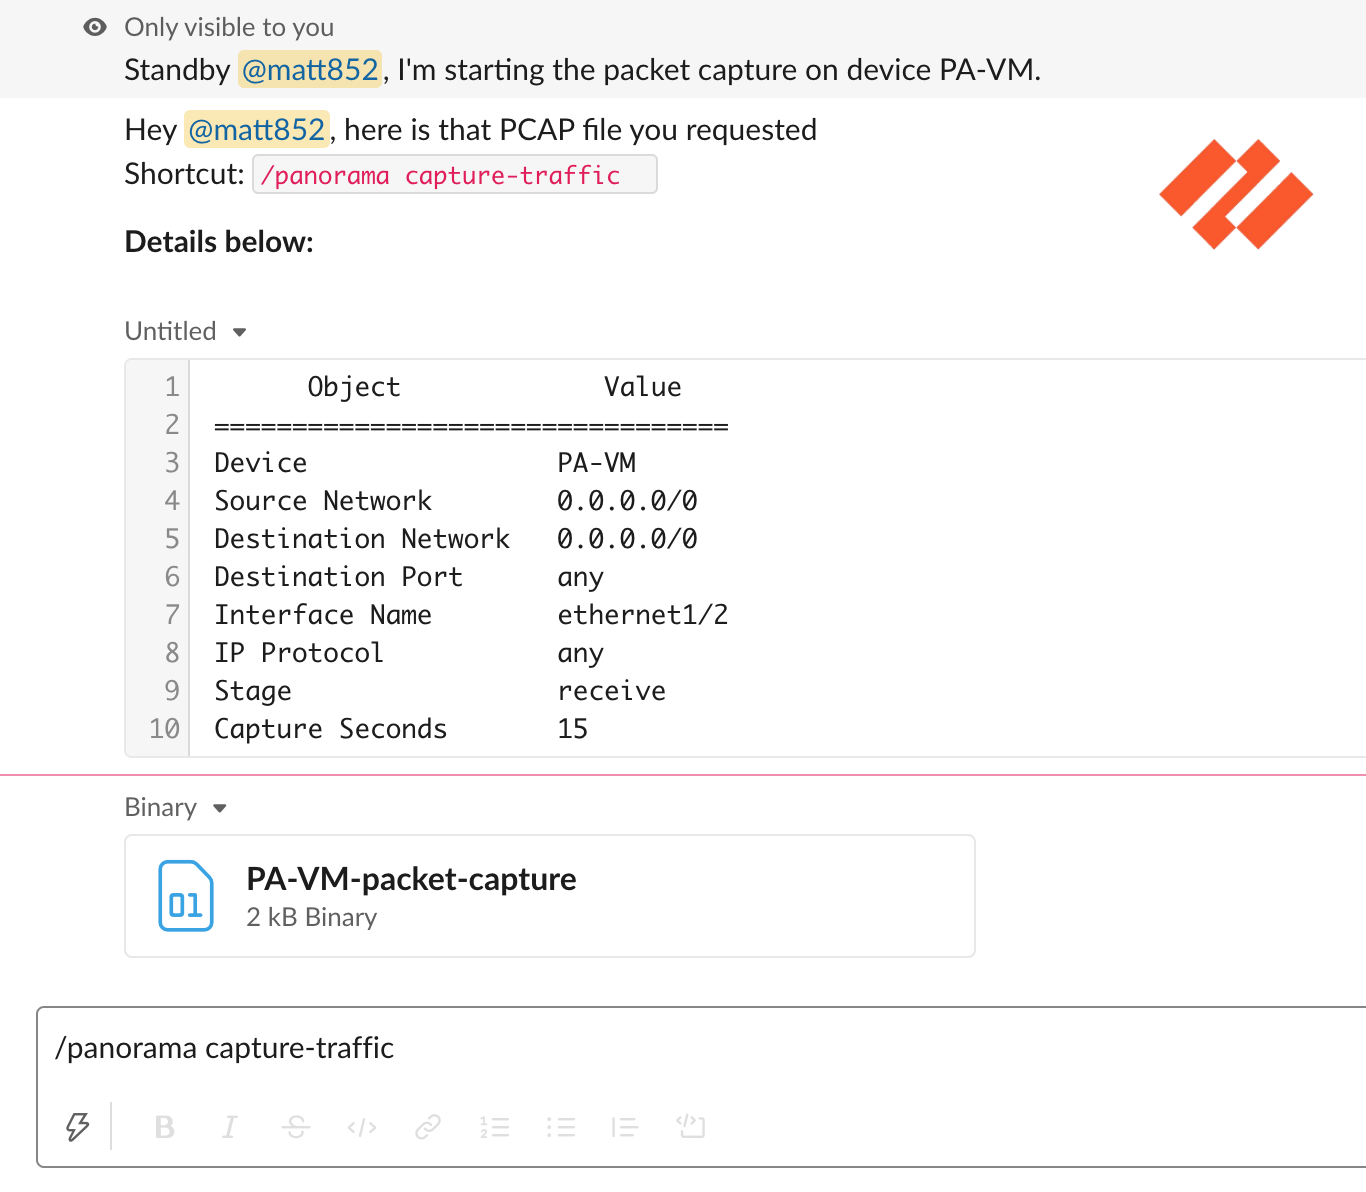 Only visible to you
Standby @matt852, I'm starting the packet capture on device PA-VM.
Hey @matt852, here is that PCAP file you requested
Shortcut: /panorama capture-traffic
Details below:
Untitled
1 Object Value
2 =================================
3 Device PA-VM
4 Source Network 0.0.0.0/0
5 Destination Network 0.0.0.0/0
6 Destination Port any
7 Interface Name ethernet1/2
8 IP Protocol any
9 Stage receive
10 Capture Seconds 15
Binary
01 PA-VM-packet-capture
2 kB Binary
/panorama capture-traffic
B I S </>